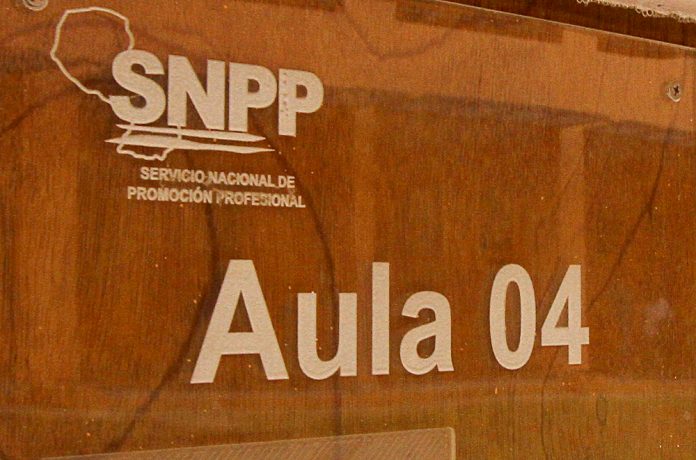 SNPP
SERVICIO NACIONAL DE
PROMOCIÓN PROFESIONAL
Aula 04